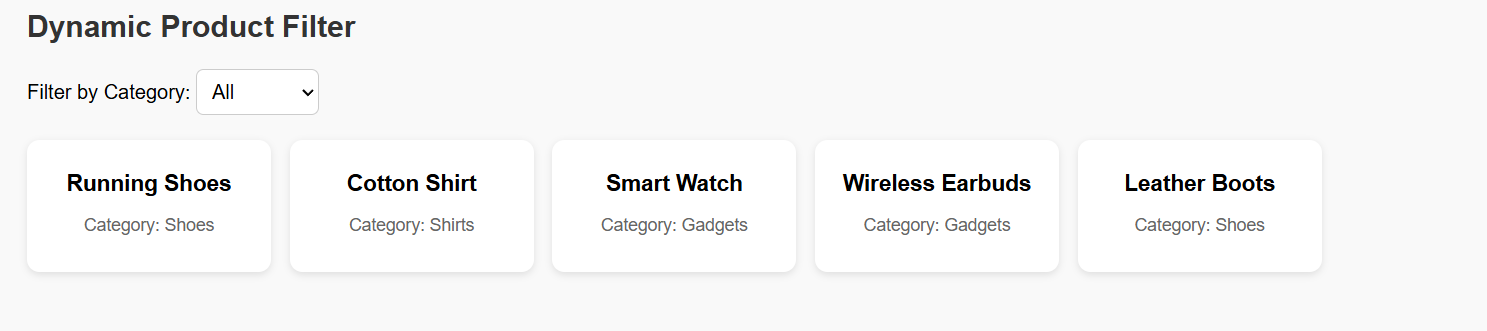 Dynamic Product Filter
Filter by Category: All
Running Shoes
Category: Shoes
Cotton Shirt
Category: Shirts
Smart Watch
Category: Gadgets
Wireless Earbuds
Category: Gadgets
Leather Boots
Category: Shoes